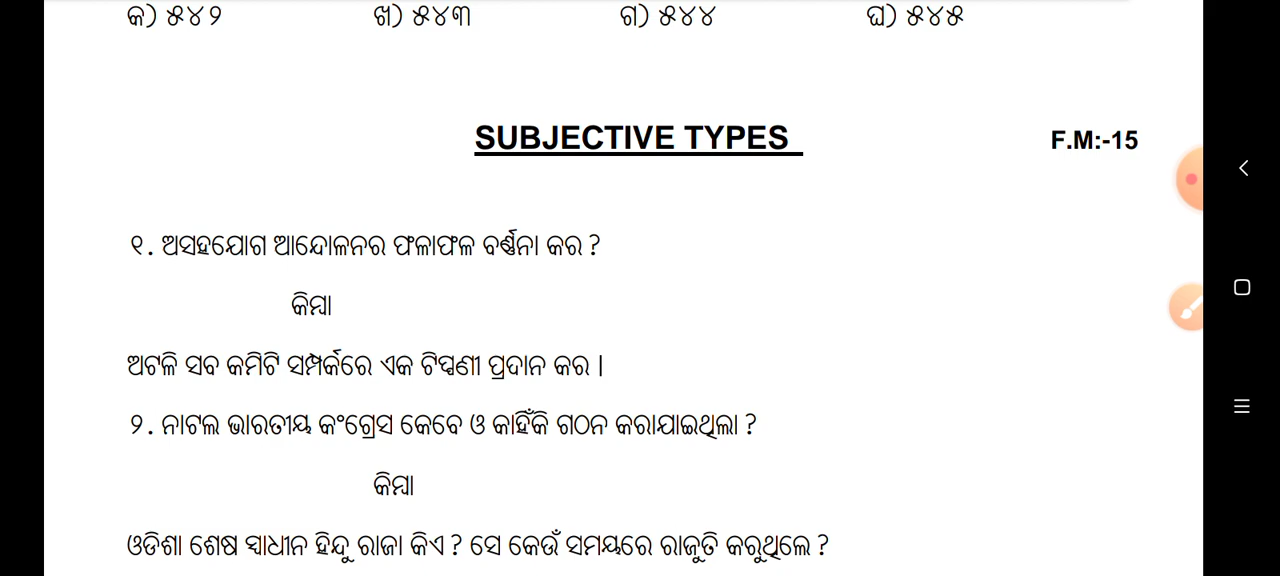 କ) ୫୪୨ ଖ) ୫୪୩ ଗ) ୫୪୪ ଘ) ୫୪୫
SUBJECTIVE TYPES F.M:-15
୧. ଅସହଯୋଗ ଆନ୍ଦୋଳନର ଫଳାଫଳ ବର୍ଣ୍ଣନା କର ?
କିମ୍ବା
ଅଟଳି ସବ କମିଟି ସମ୍ପର୍କରେ ଏକ ଟିପ୍ପଣୀ ପ୍ରଦାନ କର |
୨. ନାଟଲ ଭାରତୀୟ କଂଗ୍ରେସ କେବେ ଓ କାହିଁକି ଗଠନ କରାଯାଇଥିଲା ?
କିମ୍ବା
ଓଡିଶା ଶେଷ ସ୍ୱାଧୀନ ହିନ୍ଦୁ ରାଜା କିଏ ? ସେ କେଉଁ ସମୟରେ ରାଜୁତି କରୁଥିଲେ ?